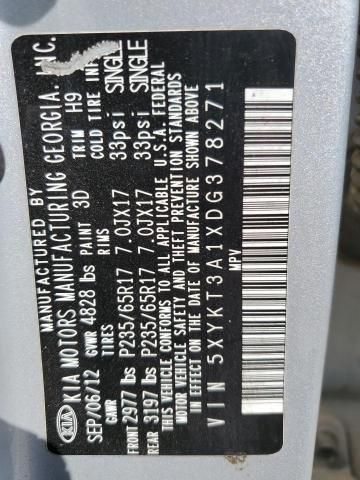 MANUFACTURED BY
KIA MOTORS MANUFACTURING GEORGIA, INC.
SEP/06/12 GVWR 4828 lbs PAINT 3D TRIM H9
GAWR TIRES RIMS COLD TIRE INF
FRONT 2977 lbs P235/65R17 7.0JX17 33psi SINGLE
REAR 3197 lbs P235/65R17 7.0JX17 33psi SINGLE
THIS VEHICLE CONFORMS TO ALL APPLICABLE U.S.A. FEDERAL
MOTOR VEHICLE SAFETY AND THEFT PREVENTION STANDARDS
IN EFFECT ON THE DATE OF MANUFACTURE SHOWN ABOVE
VIN 5XYKT3A1XDG378271
MPV
KIA